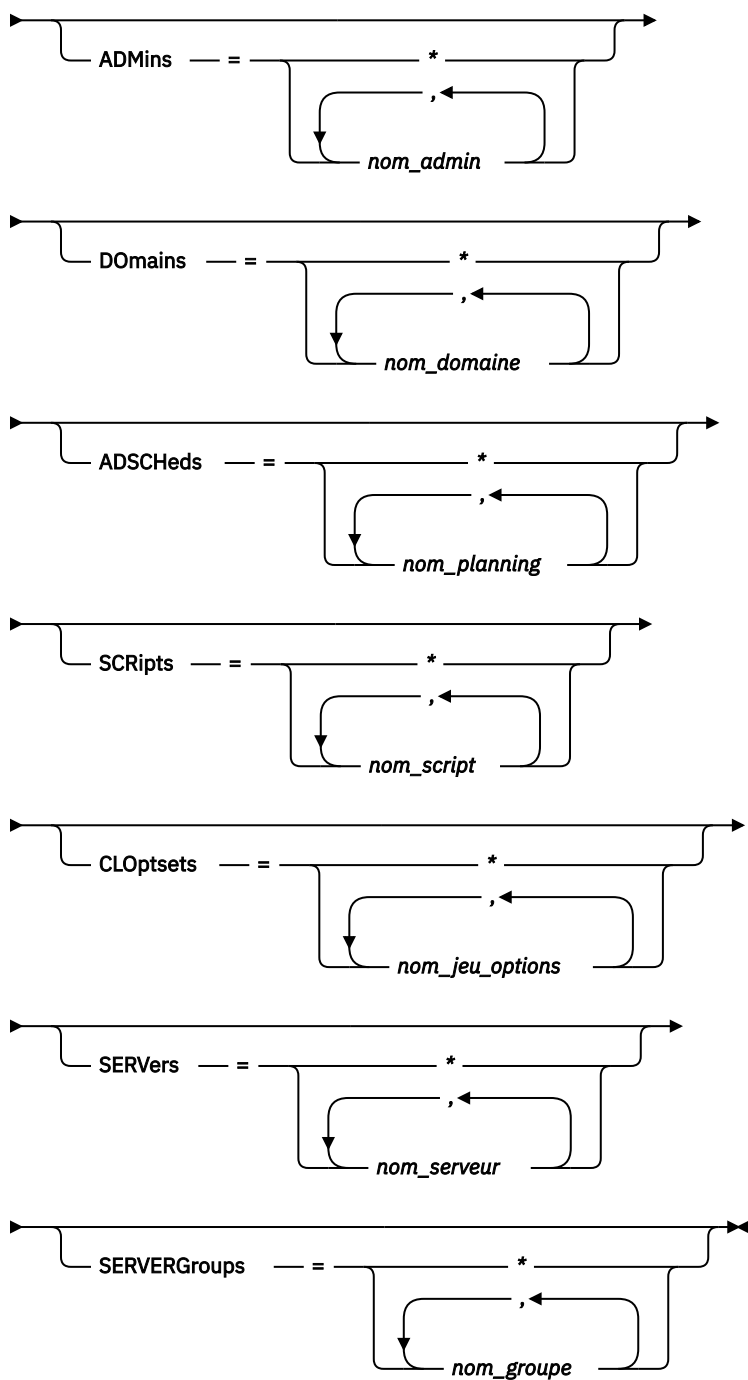 ADMins = *
,
nom_admin
DOmains = *
,
nom_domaine
ADSCHeds = *
,
nom_planning
SCRipts = *
,
nom_script
CLOptsets = *
,
nom_jeu_options
SERVers = *
,
nom_serveur
SERVERGroups = *
,
nom_groupe